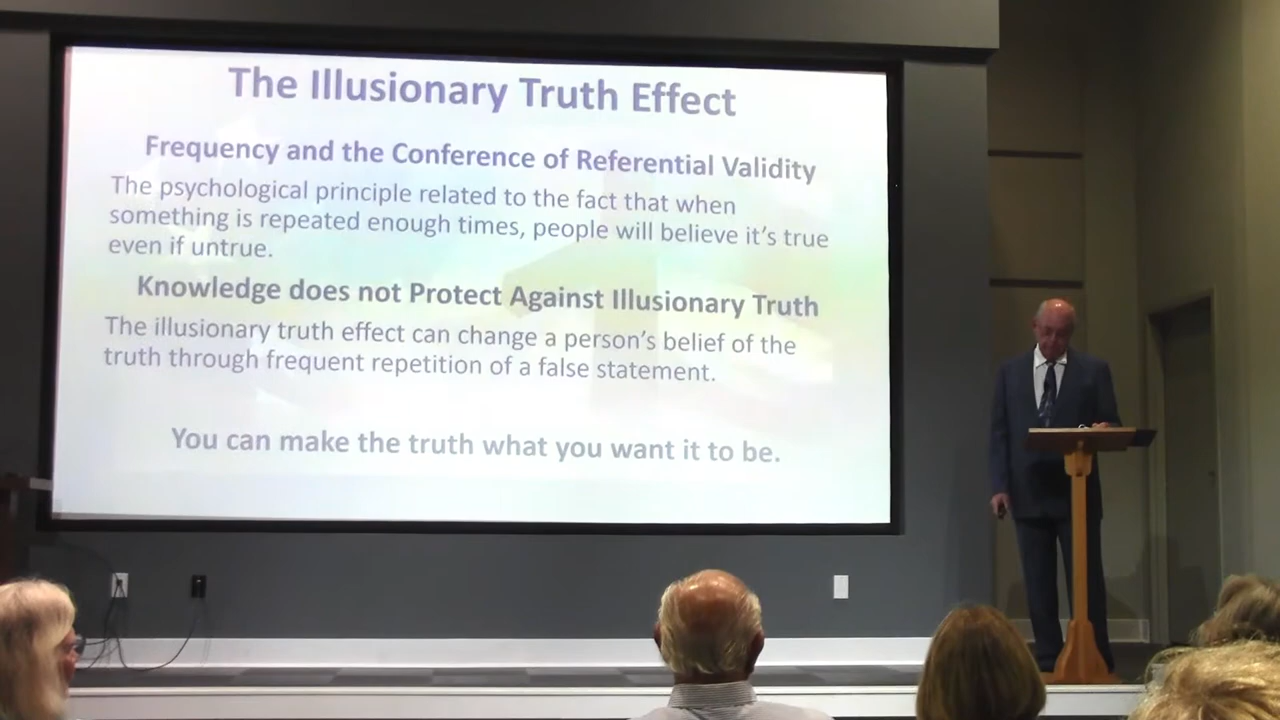 The Illusionary Truth Effect
Frequency and the Conference of Referential Validity
The psychological principle related to the fact that when
something is repeated enough times, people will believe it’s true
even if untrue.
Knowledge does not Protect Against Illusionary Truth
The illusionary truth effect can change a person’s belief of the
truth through frequent repetition of a false statement.
You can make the truth what you want it to be.